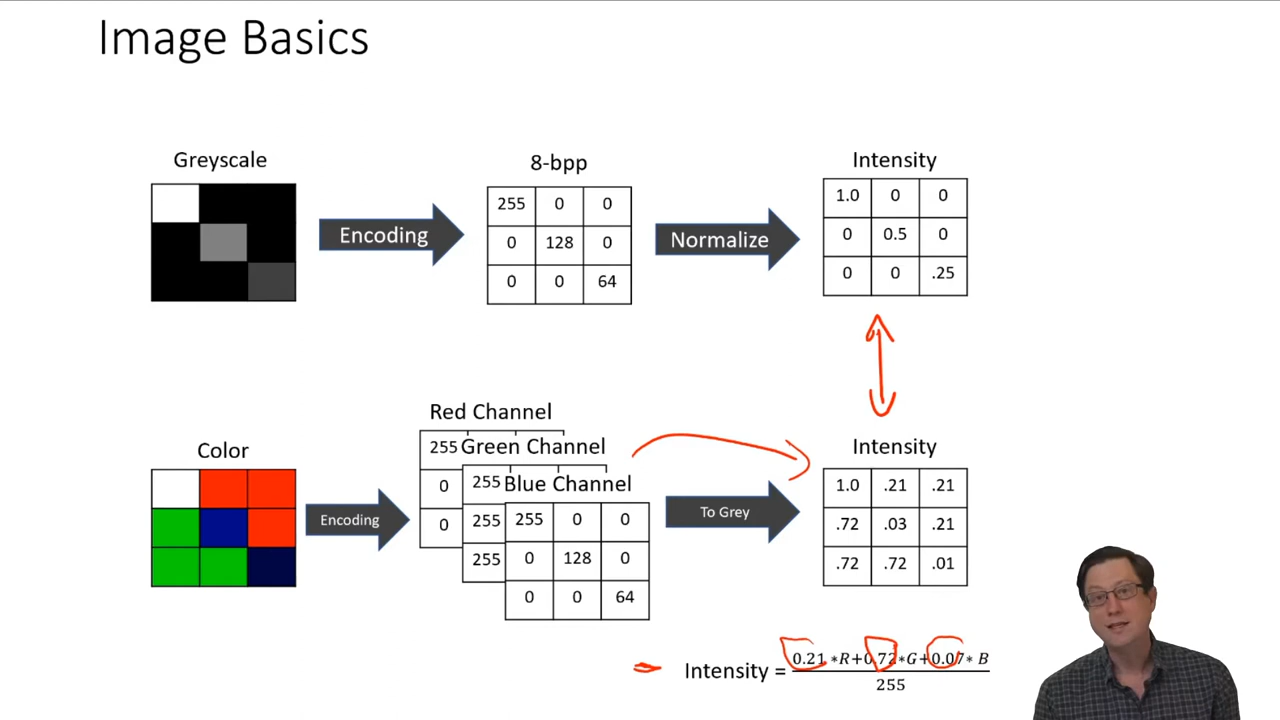 Image Basics
Greyscale
8-bpp
Intensity
Encoding
Normalize
255 0 0
0 128 0
0 0 64
1.0 0 0
0 0.5 0
0 0 .25
Color
Red Channel
255
0
0
Green Channel
255
255
255
Blue Channel
255 0 0
0 128 0
0 0 64
Encoding
To Grey
Intensity
1.0 .21 .21
.72 .03 .21
.72 .72 .01
Intensity = 0.21 *R+0.72*G+0.07* B
255